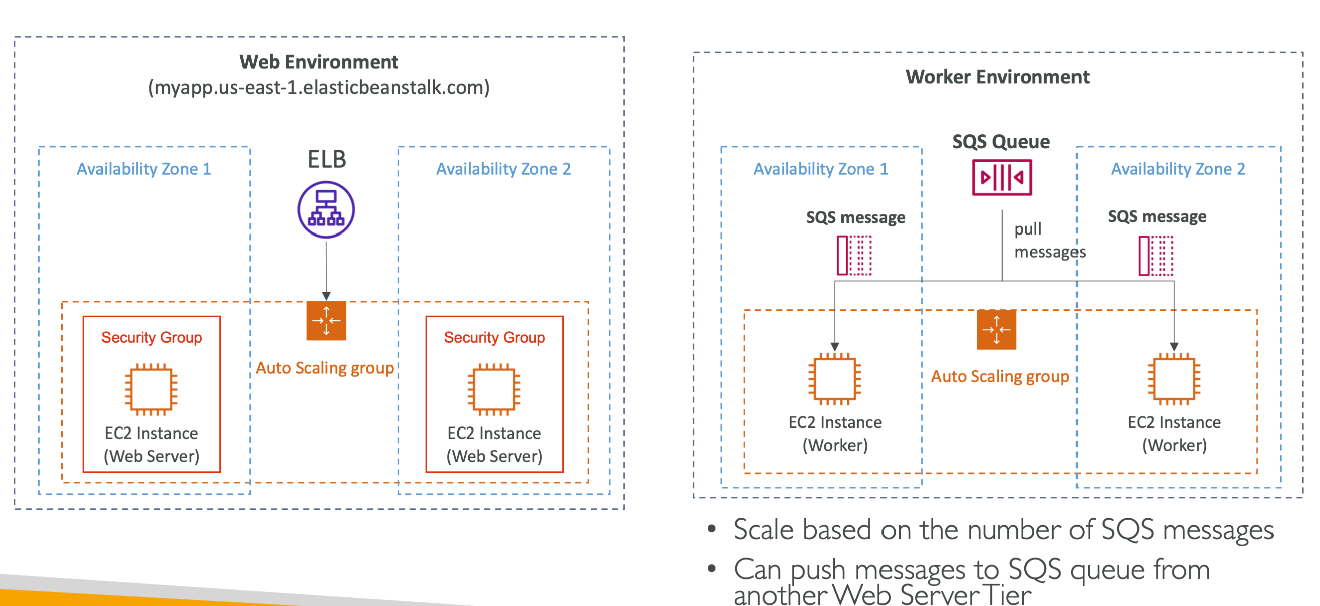 Web Environment
(myapp.us-east-1.elasticbeanstalk.com)
Availability Zone 1
ELB
Availability Zone 2
Security Group
EC2 Instance
(Web Server)
Auto Scaling group
Security Group
EC2 Instance
(Web Server)
Worker Environment
SQS Queue
Availability Zone 1
Availability Zone 2
SQS message
pull
messages
SQS message
Auto Scaling group
EC2 Instance
(Worker)
EC2 Instance
(Worker)
• Scale based on the number of SQS messages
• Can push messages to SQS queue from
another Web Server Tier